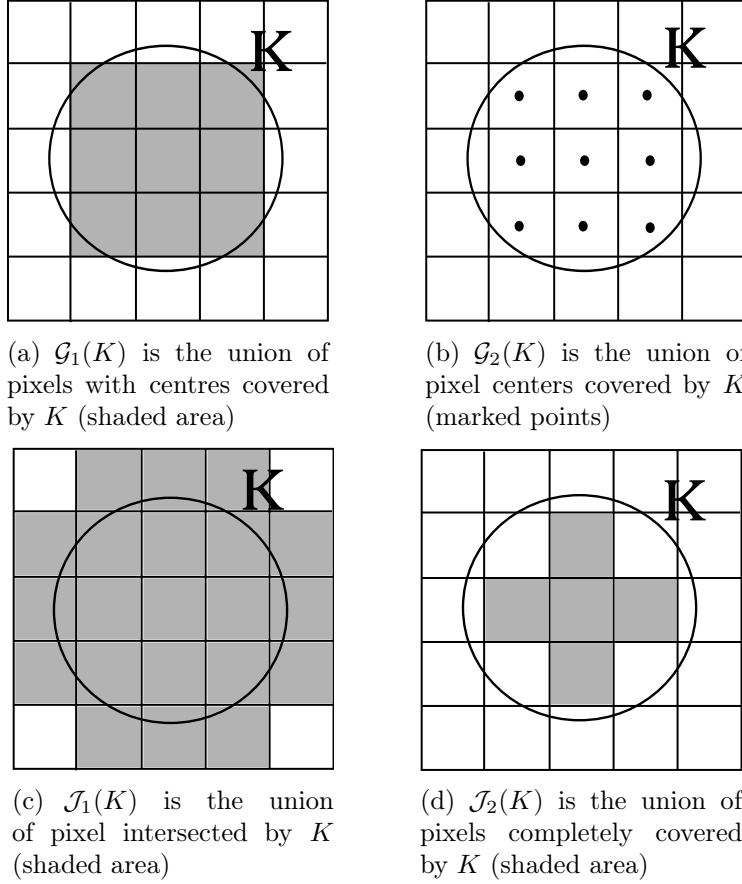 K
K
(a) 𝒢₁(K) is the union of
pixels with centres covered
by K (shaded area)
(b) 𝒢₂(K) is the union of
pixel centers covered by K
(marked points)
K
K
(c) 𝒥₁(K) is the union
of pixel intersected by K
(shaded area)
(d) 𝒥₂(K) is the union of
pixels completely covered
by K (shaded area)